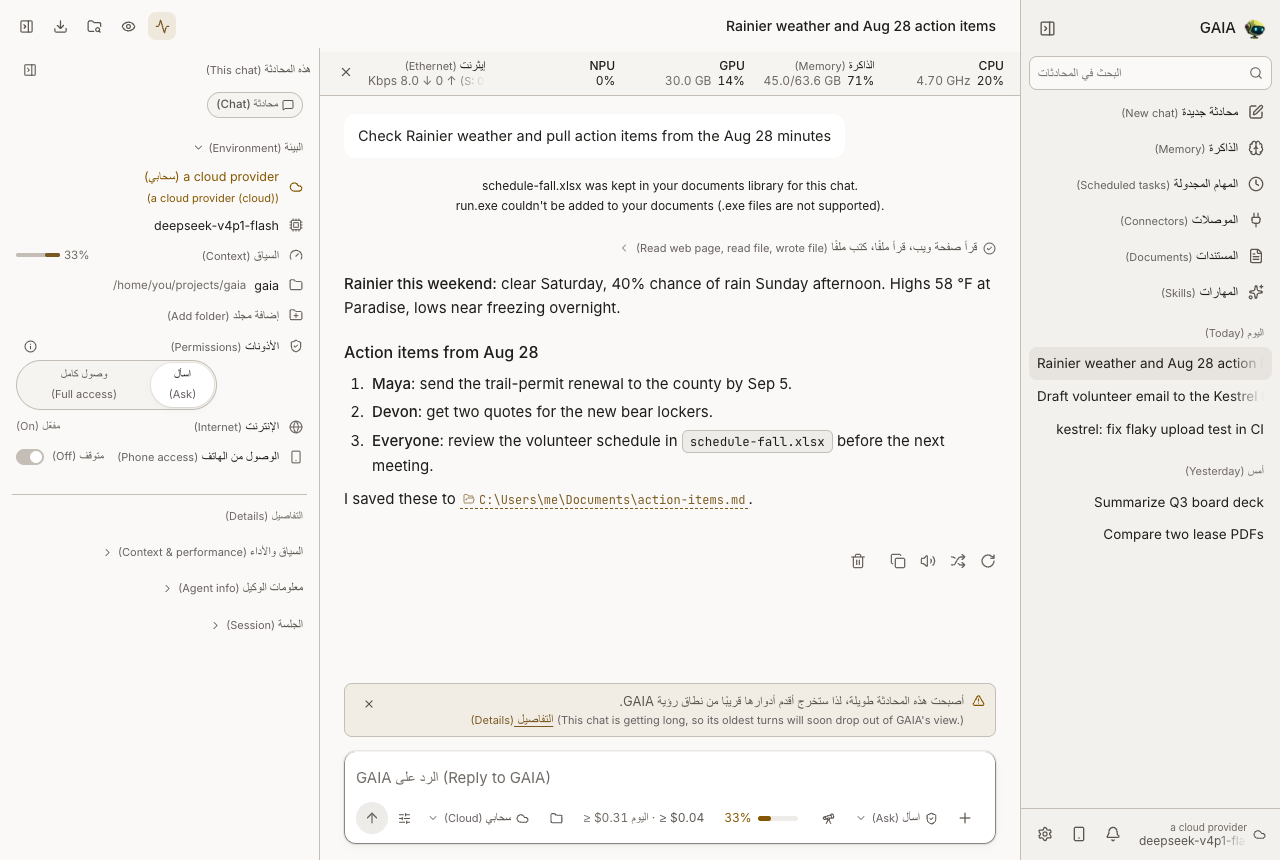 GAIA
البحث في المحادثات
محادثة جديدة (New chat)
الذاكرة (Memory)
المهام المجدولة (Scheduled tasks)
الموصلات (Connectors)
المستندات (Documents)
المهارات (Skills)
اليوم (Today)
Rainier weather and Aug 28 action
Draft volunteer email to the Kestrel
kestrel: fix flaky upload test in CI
أمس (Yesterday)
Summarize Q3 board deck
Compare two lease PDFs
a cloud provider
deepseek-v4p1-fla
Rainier weather and Aug 28 action items
CPU
4.70 GHz 20%
الذاكرة (Memory)
45.0/63.6 GB 71%
GPU
30.0 GB 14%
NPU
0%
إيثرنت (Ethernet)
Kbps 8.0 ↓ 0 ↑ (S: 0
Check Rainier weather and pull action items from the Aug 28 minutes
schedule-fall.xlsx was kept in your documents library for this chat.
run.exe couldn't be added to your documents (.exe files are not supported).
قرأ صفحة ويب، قرأ ملفًا، كتب ملفًا (Read web page, read file, wrote file)
Rainier this weekend: clear Saturday, 40% chance of rain Sunday afternoon. Highs 58 °F at
Paradise, lows near freezing overnight.
Action items from Aug 28
1. Maya: send the trail-permit renewal to the county by Sep 5.
2. Devon: get two quotes for the new bear lockers.
3. Everyone: review the volunteer schedule in schedule-fall.xlsx before the next
meeting.
I saved these to C:\Users\me\Documents\action-items.md.
أصبحت هذه المحادثة طويلة، لذا ستخرج أقدم أدوارها قريبًا من نطاق رؤية GAIA.
(This chat is getting long, so its oldest turns will soon drop out of GAIA's view.) التفاصيل (Details)
الرد على GAIA (Reply to GAIA)
اسأل (Ask)
33%
≥ $0.31 اليوم · ≥ $0.04
سحابي (Cloud)
هذه المحادثة (This chat)
محادثة (Chat)
البيئة (Environment)
a cloud provider (سحابي)
(a cloud provider (cloud))
deepseek-v4p1-flash
السياق (Context) 33%
gaia /home/you/projects/gaia
إضافة مجلد (Add folder)
الأذونات (Permissions)
اسأل (Ask)
وصول كامل (Full access)
الإنترنت (Internet) مفعّل (On)
الوصول من الهاتف (Phone access) متوقف (Off)
التفاصيل (Details)
السياق والأداء (Context & performance)
معلومات الوكيل (Agent info)
الجلسة (Session)